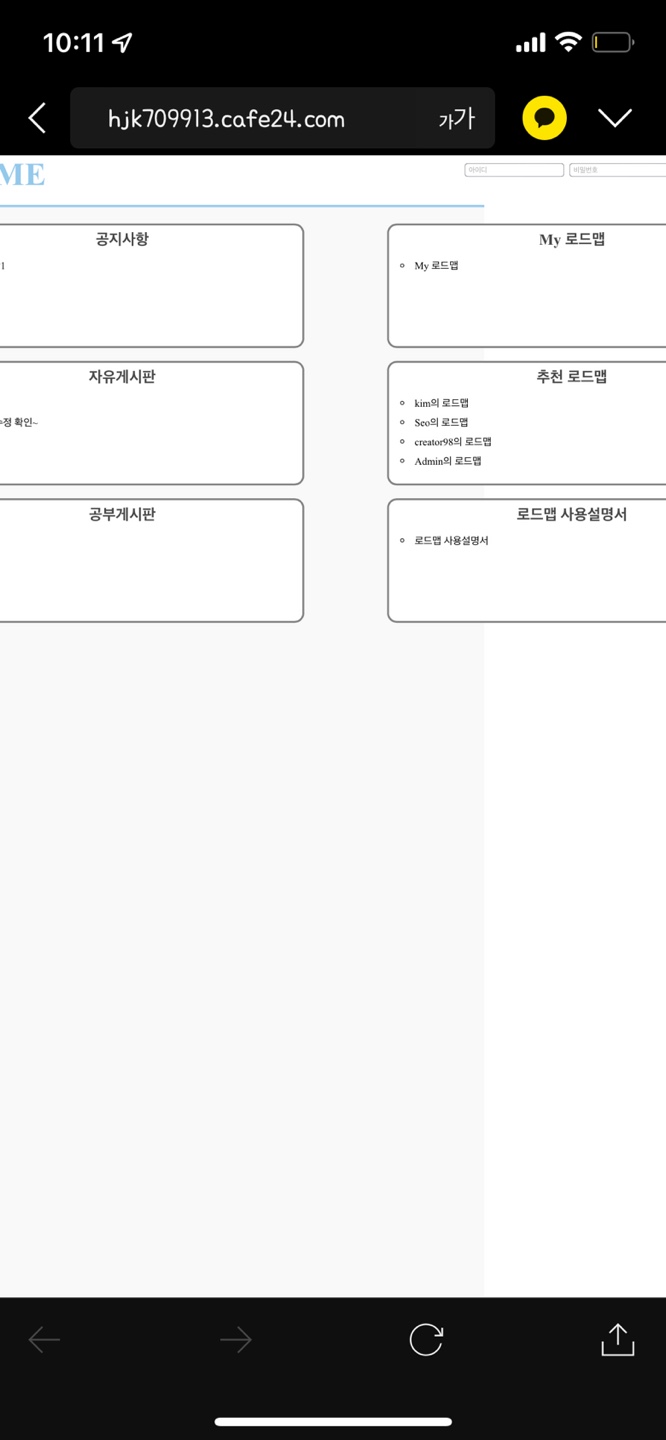 10:11
hjk709913.cafe24.com
가가
ME
아이디
비밀번호
공지사항
1
My 로드맵
My 로드맵
자유게시판
수정 확인~
추천 로드맵
kim의 로드맵
Seo의 로드맵
creator98의 로드맵
Admin의 로드맵
공부게시판
로드맵 사용설명서
로드맵 사용설명서